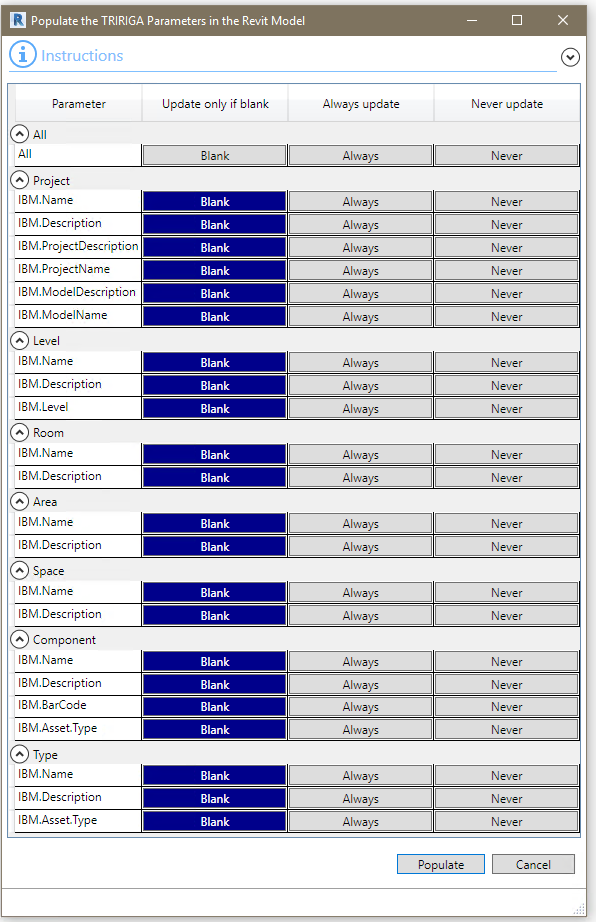 Populate the TRIRIGA Parameters in the Revit Model
Instructions
Parameter Update only if blank Always update Never update
All
All Blank Always Never
Project
IBM.Name Blank Always Never
IBM.Description Blank Always Never
IBM.ProjectDescription Blank Always Never
IBM.ProjectName Blank Always Never
IBM.ModelDescription Blank Always Never
IBM.ModelName Blank Always Never
Level
IBM.Name Blank Always Never
IBM.Description Blank Always Never
IBM.Level Blank Always Never
Room
IBM.Name Blank Always Never
IBM.Description Blank Always Never
Area
IBM.Name Blank Always Never
IBM.Description Blank Always Never
Space
IBM.Name Blank Always Never
IBM.Description Blank Always Never
Component
IBM.Name Blank Always Never
IBM.Description Blank Always Never
IBM.BarCode Blank Always Never
IBM.Asset.Type Blank Always Never
Type
IBM.Name Blank Always Never
IBM.Description Blank Always Never
IBM.Asset.Type Blank Always Never
Populate Cancel